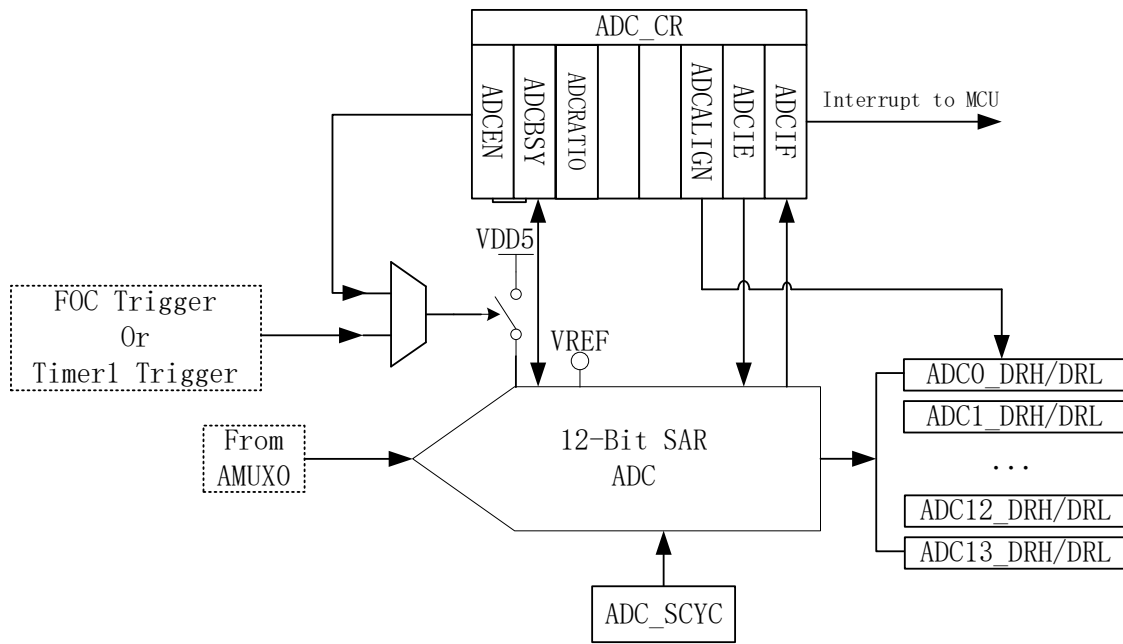 ADC_CR
ADCEN
ADCBSY
ADCRATIO
ADCALIGN
ADCIE
ADCIF
Interrupt to MCU
VDD5
FOC Trigger
Or
Timer1 Trigger
VREF
ADC0_DRH/DRL
ADC1_DRH/DRL
...
ADC12_DRH/DRL
ADC13_DRH/DRL
From
AMUX0
12-Bit SAR
ADC
ADC_SCYC